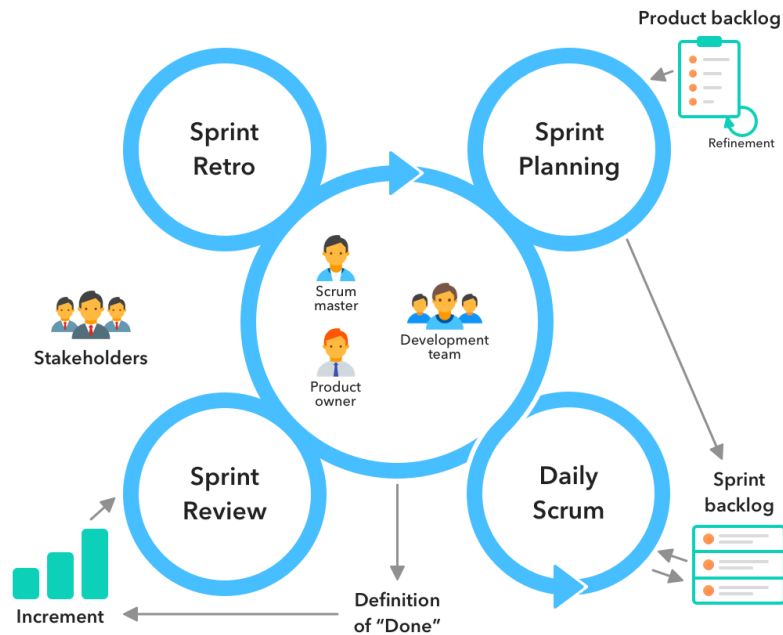 Product backlog
Sprint
Retro
Sprint
Planning
Refinement
Scrum
master
Development
team
Stakeholders
Product
owner
Sprint
Review
Daily
Scrum
Sprint
backlog
Increment
Definition
of “Done”